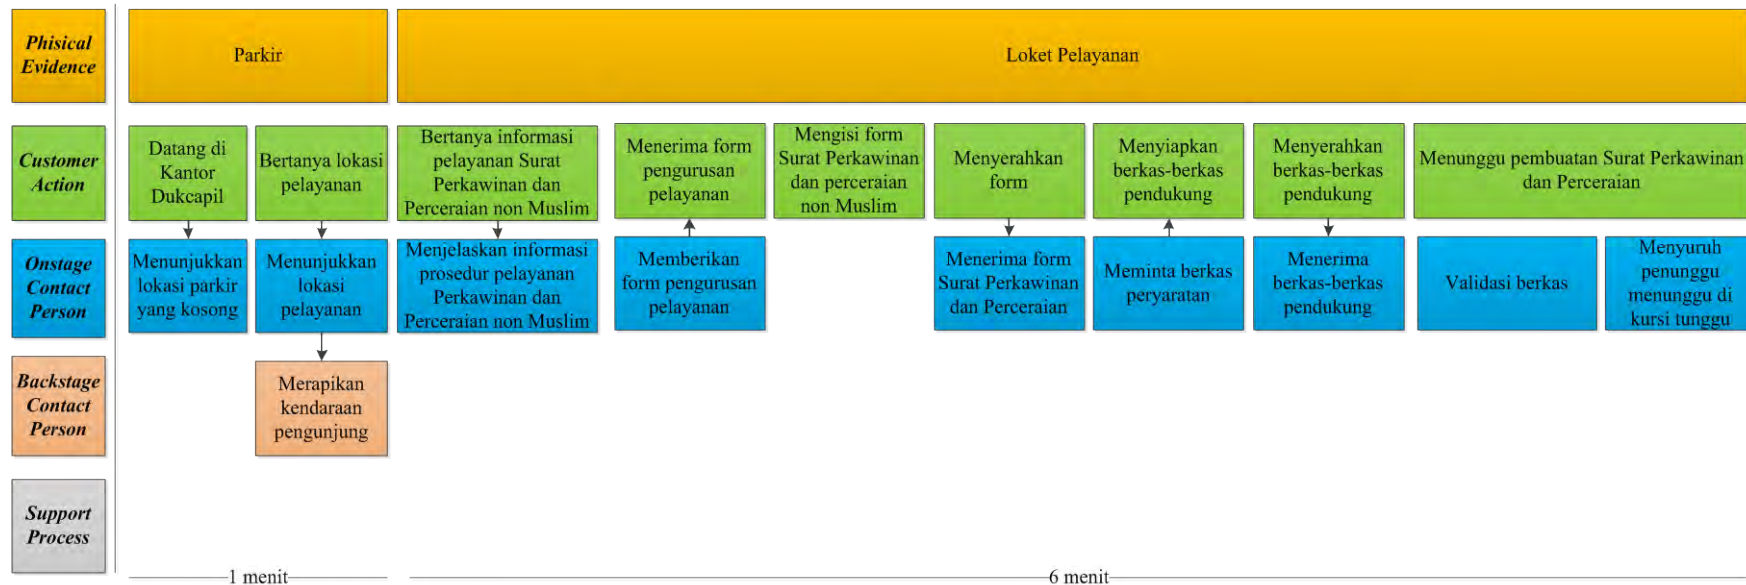 Phisical
Evidence
Parkir
Loket Pelayanan
Customer
Action
Datang di
Kantor
Dukcapil
Bertanya lokasi
pelayanan
Bertanya informasi
pelayanan Surat
Perkawinan dan
Perceraian non Muslim
Menerima form
pengurusan
pelayanan
Mengisi form
Surat Perkawinan
dan perceraian
non Muslim
Menyerahkan
form
Menyiapkan
berkas-berkas
pendukung
Menyerahkan
berkas-berkas
pendukung
Menunggu pembuatan Surat Perkawinan
dan Perceraian
Onstage
Contact
Person
Menunjukkan
lokasi parkir
yang kosong
Menunjukkan
lokasi
pelayanan
Menjelaskan informasi
prosedur pelayanan
Perkawinan dan
Perceraian non Muslim
Memberikan
form pengurusan
pelayanan
Menerima form
Surat Perkawinan
dan Perceraian
Meminta berkas
peryaratan
Menerima
berkas-berkas
pendukung
Validasi berkas
Menyuruh
penunggu
menunggu di
kursi tunggu
Backstage
Contact
Person
Merapikan
kendaraan
pengunjung
Support
Process
1 menit
6 menit